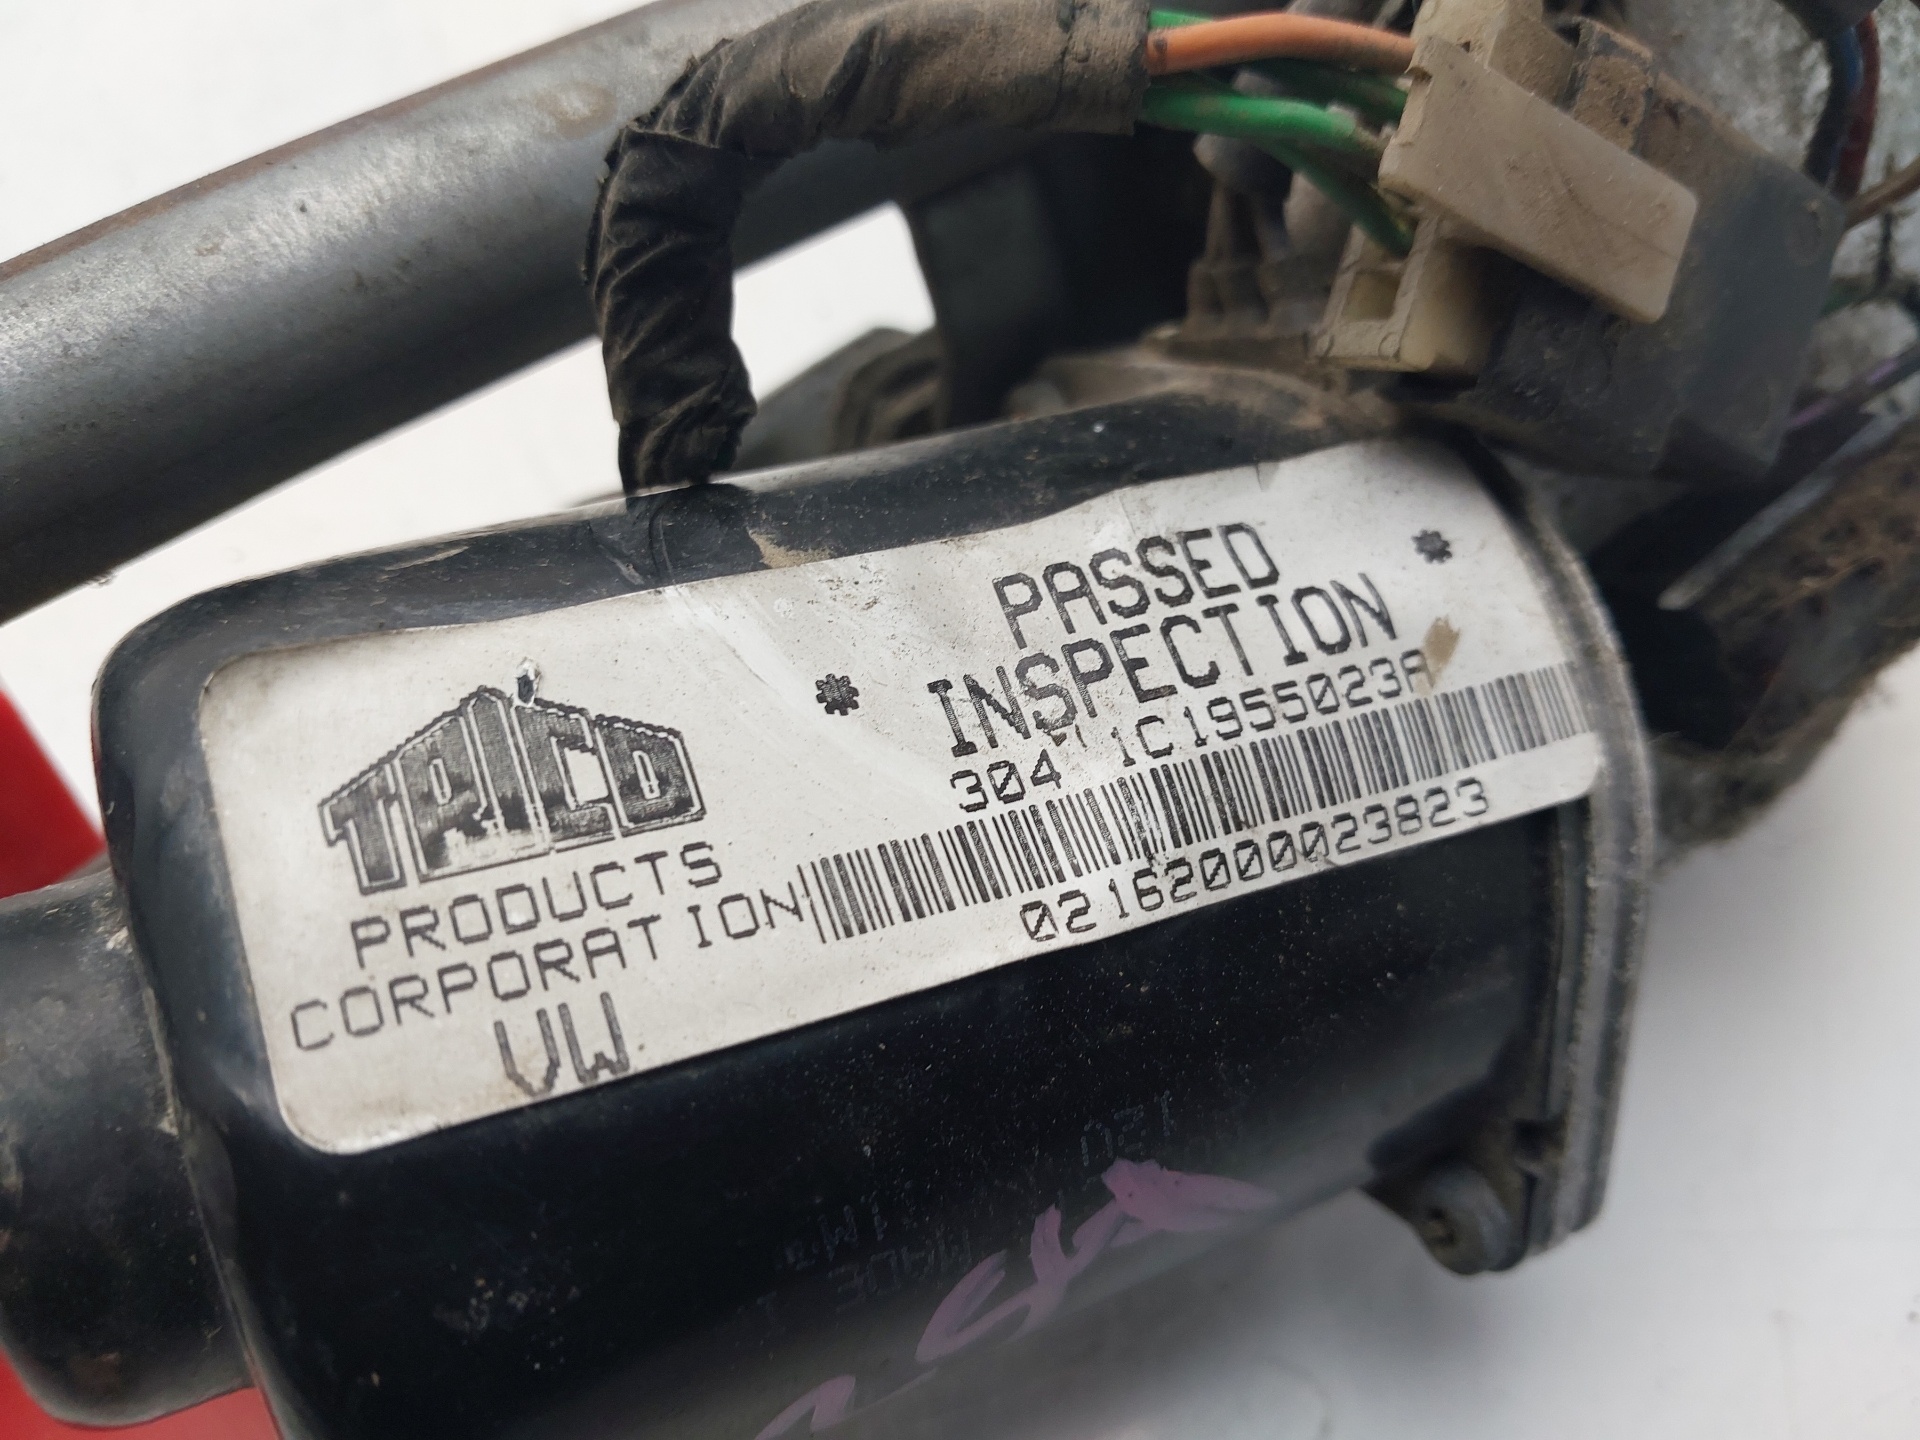 TRICO
PRODUCTS
CORPORATION
VW
* PASSED *
INSPECTION
304 1C1955023A
02162000023823